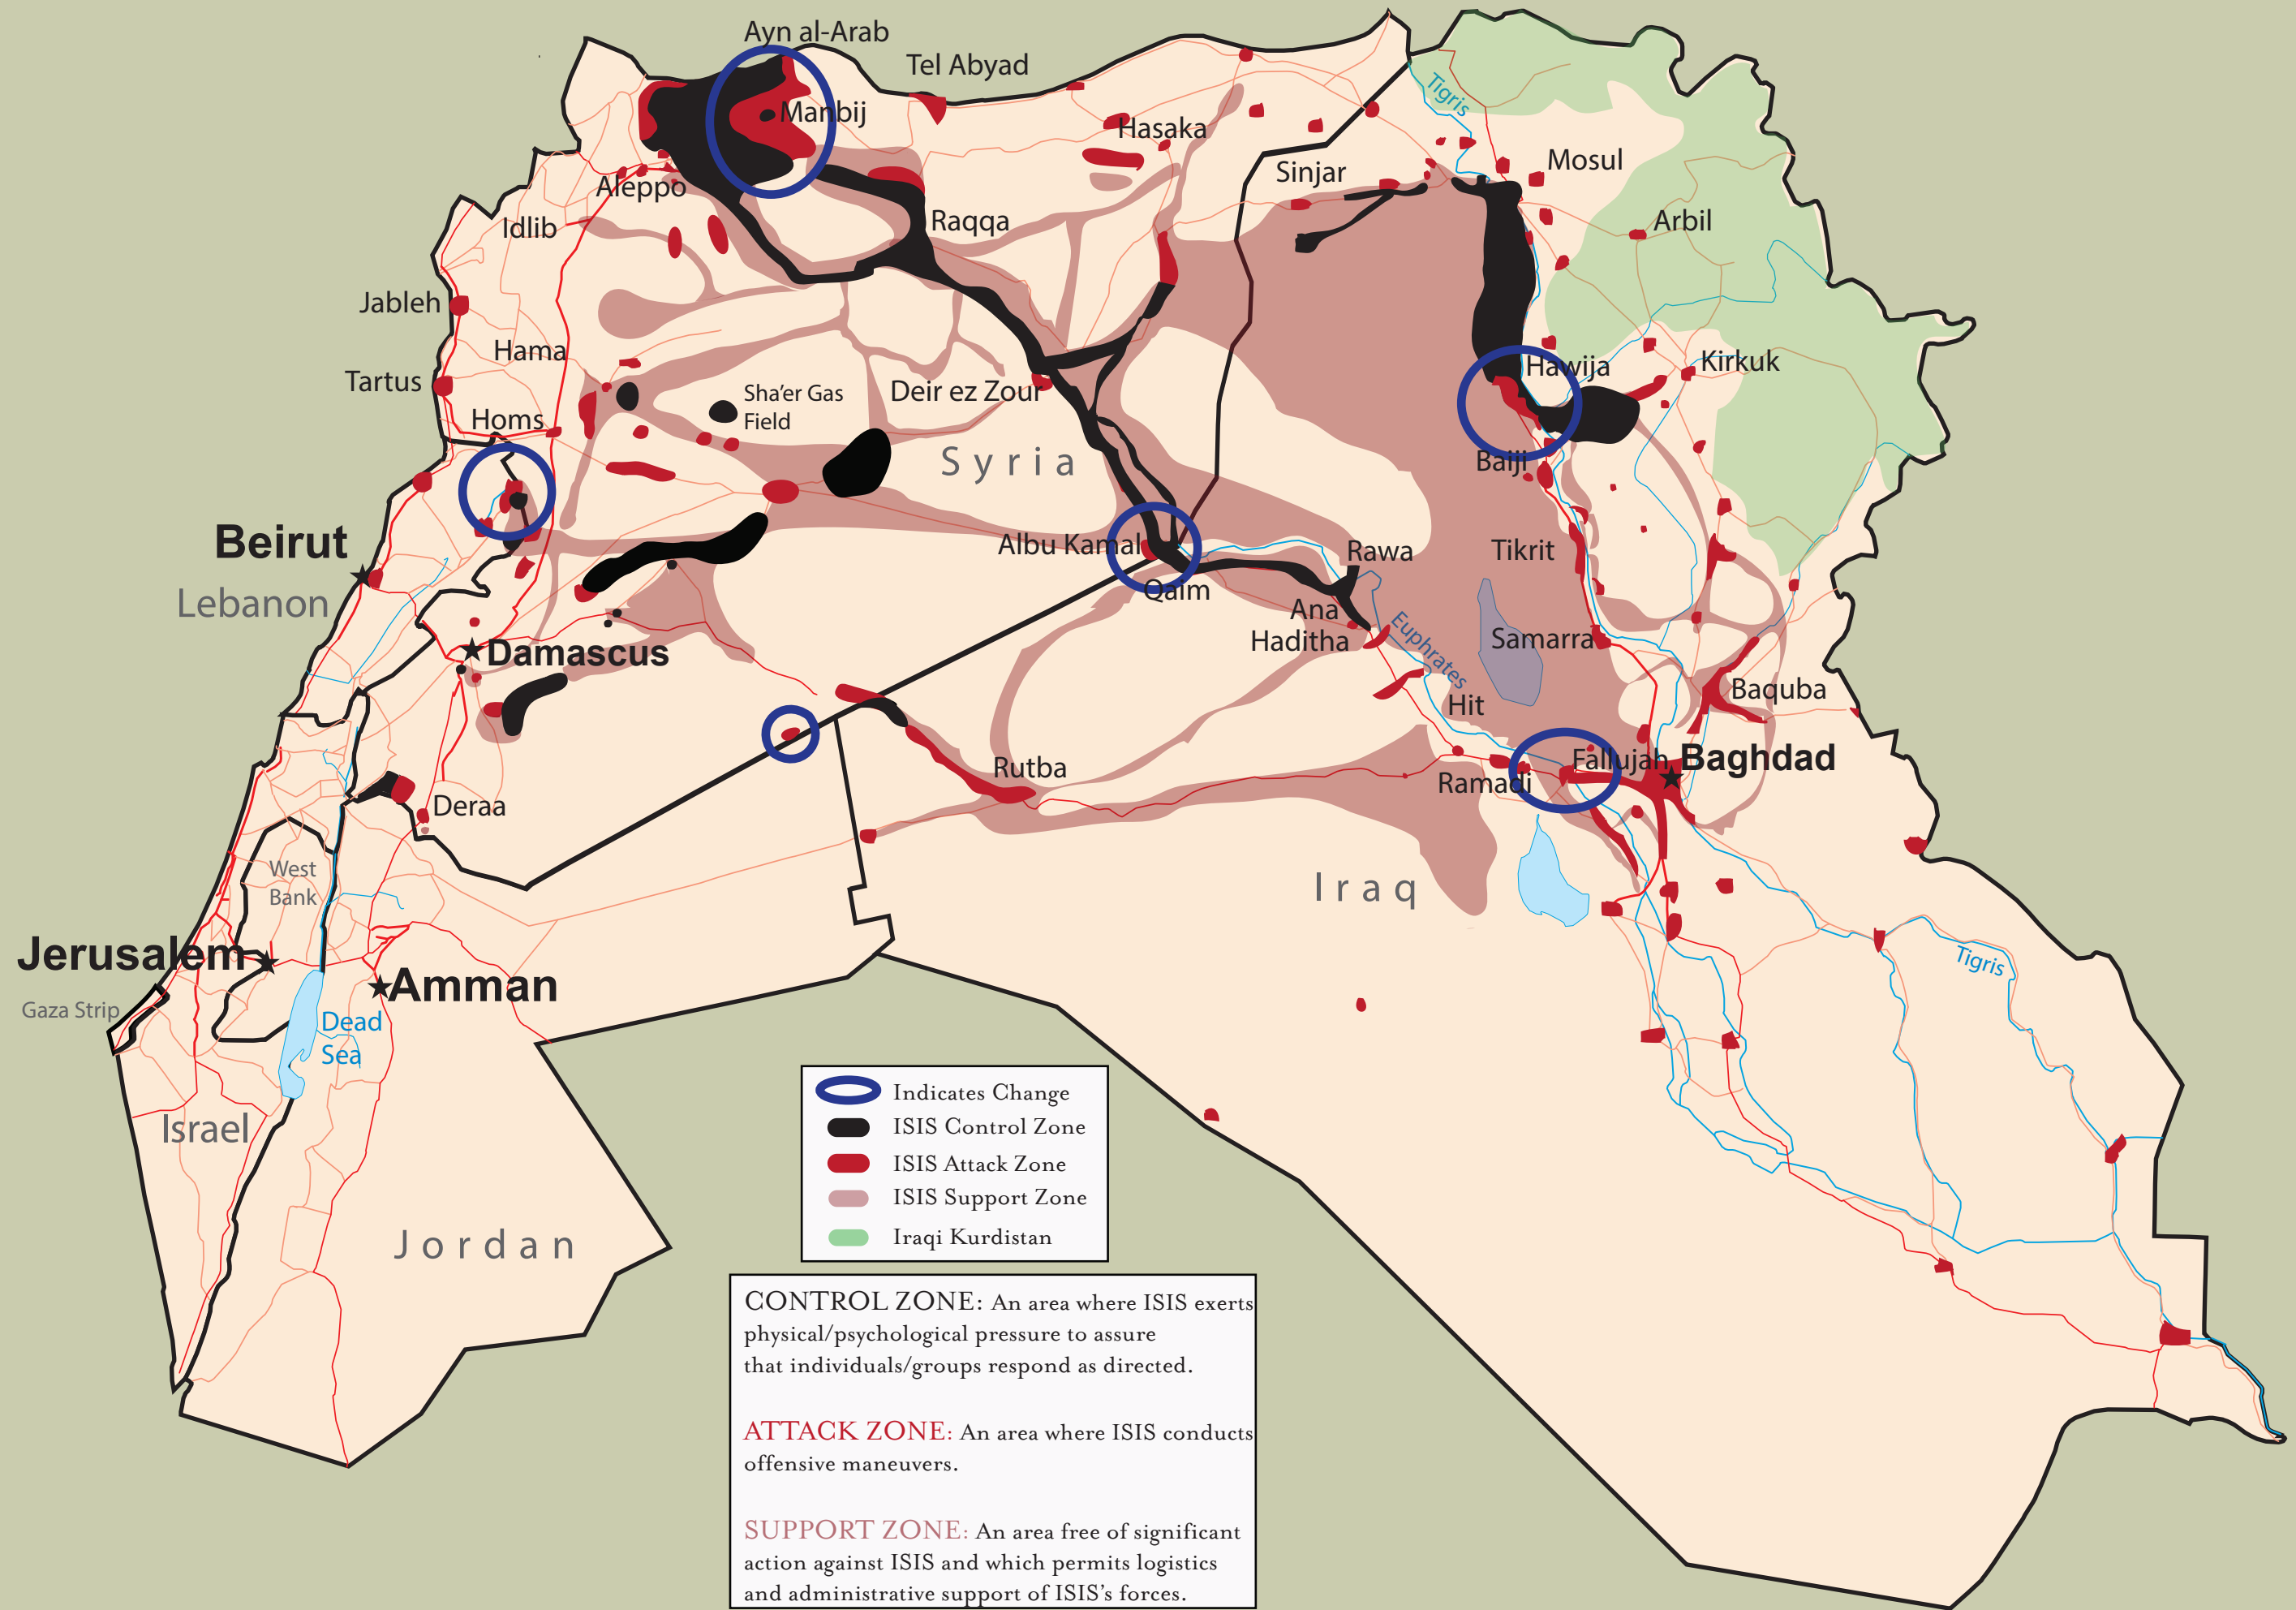 Ayn al-Arab
Tel Abyad
Manbij
Hasaka
Tigris
Mosul
Sinjar
Aleppo
Arbil
Idlib
Raqqa
Jableh
Hama
Hawija
Kirkuk
Tartus
Sha'er Gas
Field
Deir ez Zour
Homs
Syria
Baiji
Beirut
Albu Kamal
Rawa
Tikrit
Lebanon
Qaim
Ana
Haditha
Euphrates
Samarra
Damascus
Hit
Baquba
Rutba
Fallujah
Baghdad
Ramadi
Deraa
West
Bank
Iraq
Jerusalem
Tigris
Amman
Gaza Strip
Dead
Sea
Israel
Jordan
Indicates Change
ISIS Control Zone
ISIS Attack Zone
ISIS Support Zone
Iraqi Kurdistan
CONTROL ZONE: An area where ISIS exerts
physical/psychological pressure to assure
that individuals/groups respond as directed.
ATTACK ZONE: An area where ISIS conducts
offensive maneuvers.
SUPPORT ZONE: An area free of significant
action against ISIS and which permits logistics
and administrative support of ISIS's forces.